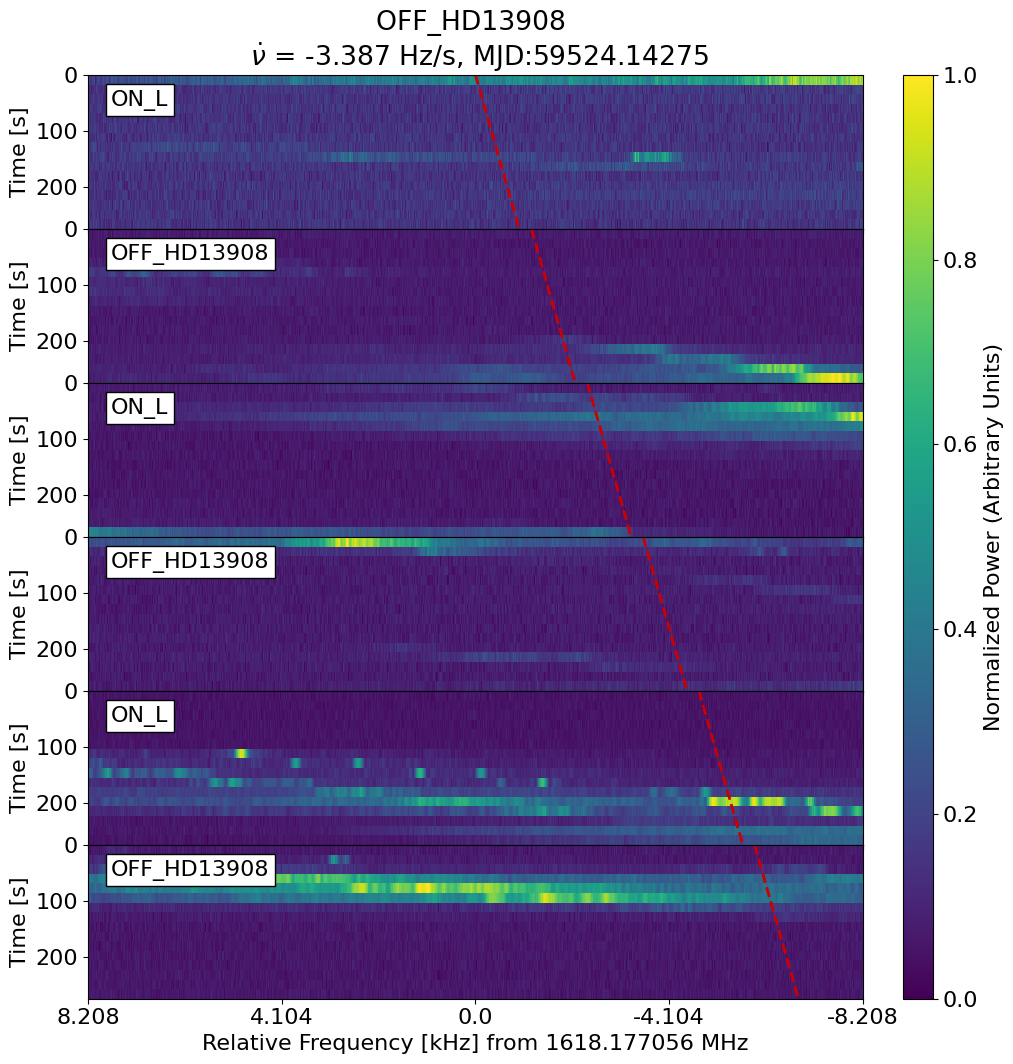 OFF_HD13908
ν̇ = -3.387 Hz/s, MJD:59524.14275
ON_L
OFF_HD13908
ON_L
OFF_HD13908
ON_L
OFF_HD13908
Time [s]
0
100
200
Time [s]
0
100
200
Time [s]
0
100
200
Time [s]
0
100
200
Time [s]
0
100
200
Time [s]
0
100
200
8.208 4.104 0.0 -4.104 -8.208
Relative Frequency [kHz] from 1618.177056 MHz
1.0
0.8
0.6
0.4
0.2
0.0
Normalized Power (Arbitrary Units)